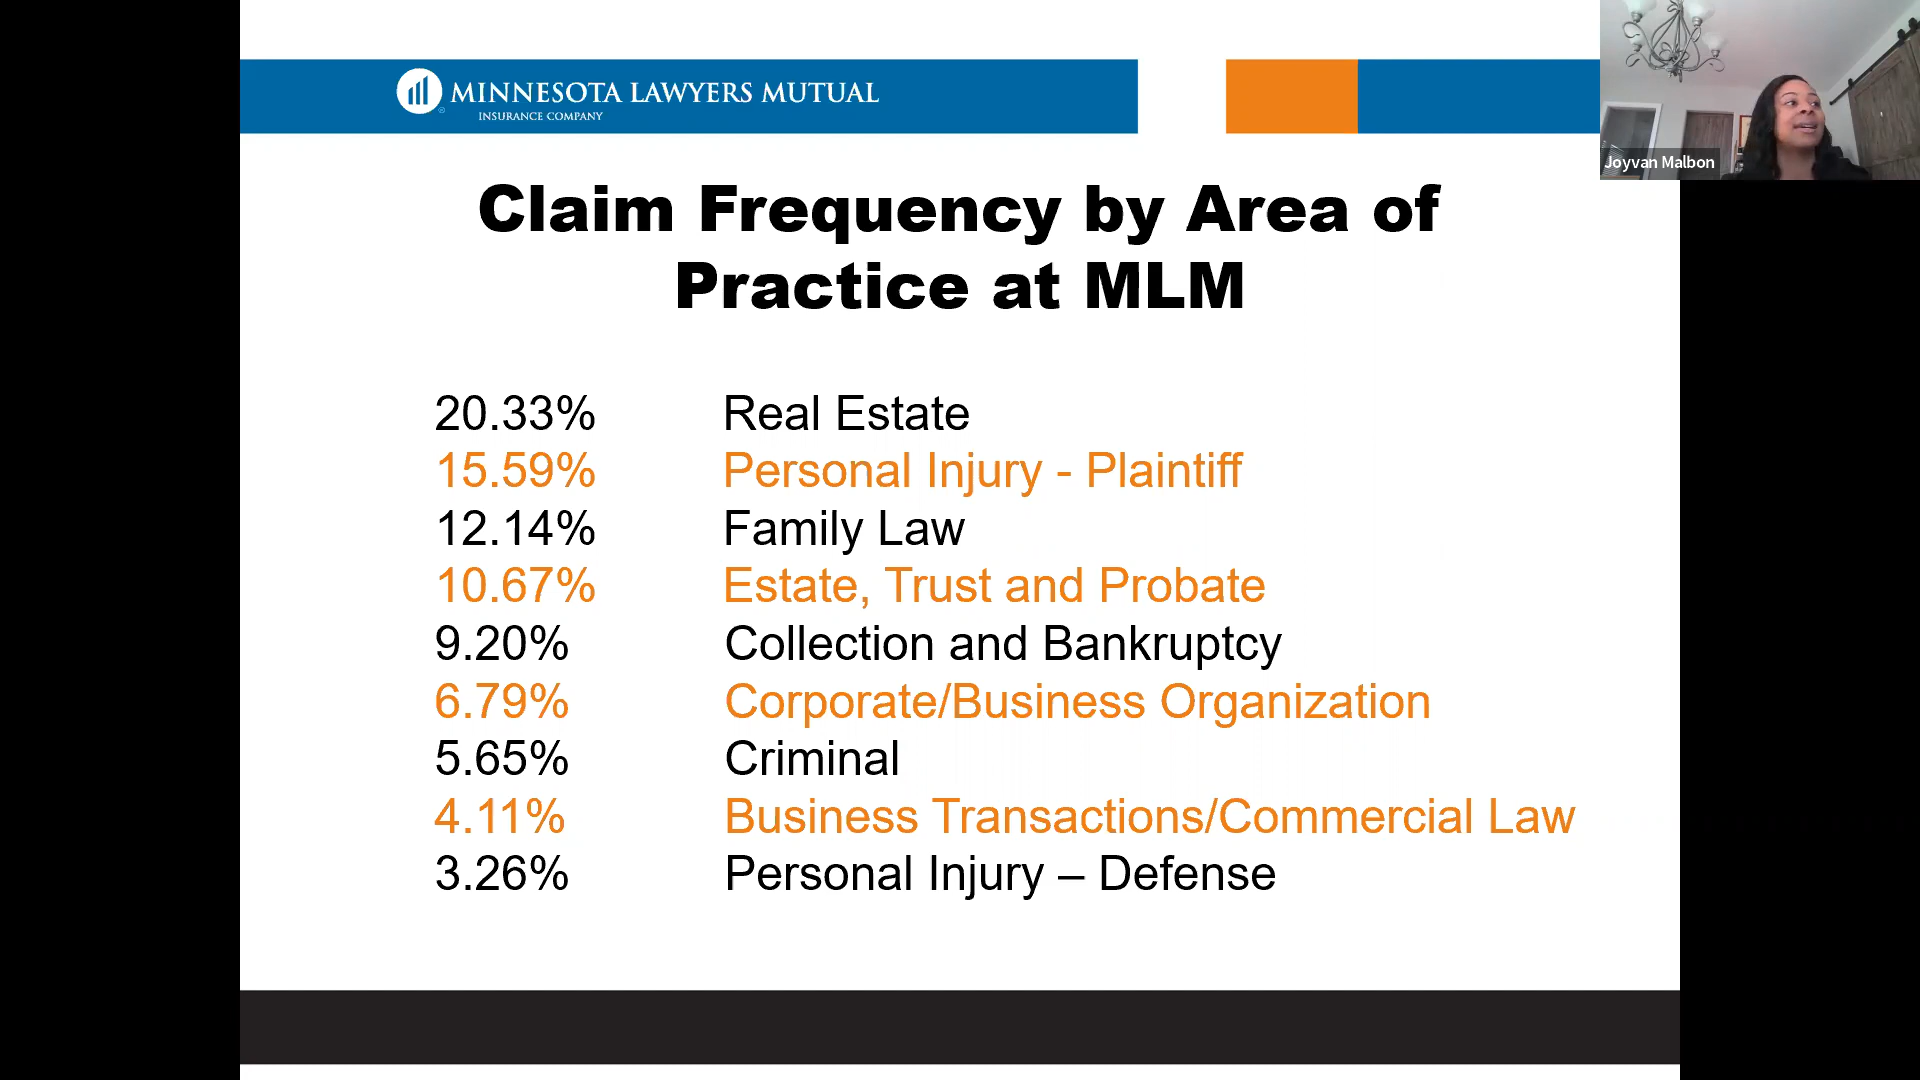 MINNESOTA LAWYERS MUTUAL
INSURANCE COMPANY
Joyvan Malbon
Claim Frequency by Area of
Practice at MLM
20.33% Real Estate
15.59% Personal Injury - Plaintiff
12.14% Family Law
10.67% Estate, Trust and Probate
9.20% Collection and Bankruptcy
6.79% Corporate/Business Organization
5.65% Criminal
4.11% Business Transactions/Commercial Law
3.26% Personal Injury – Defense